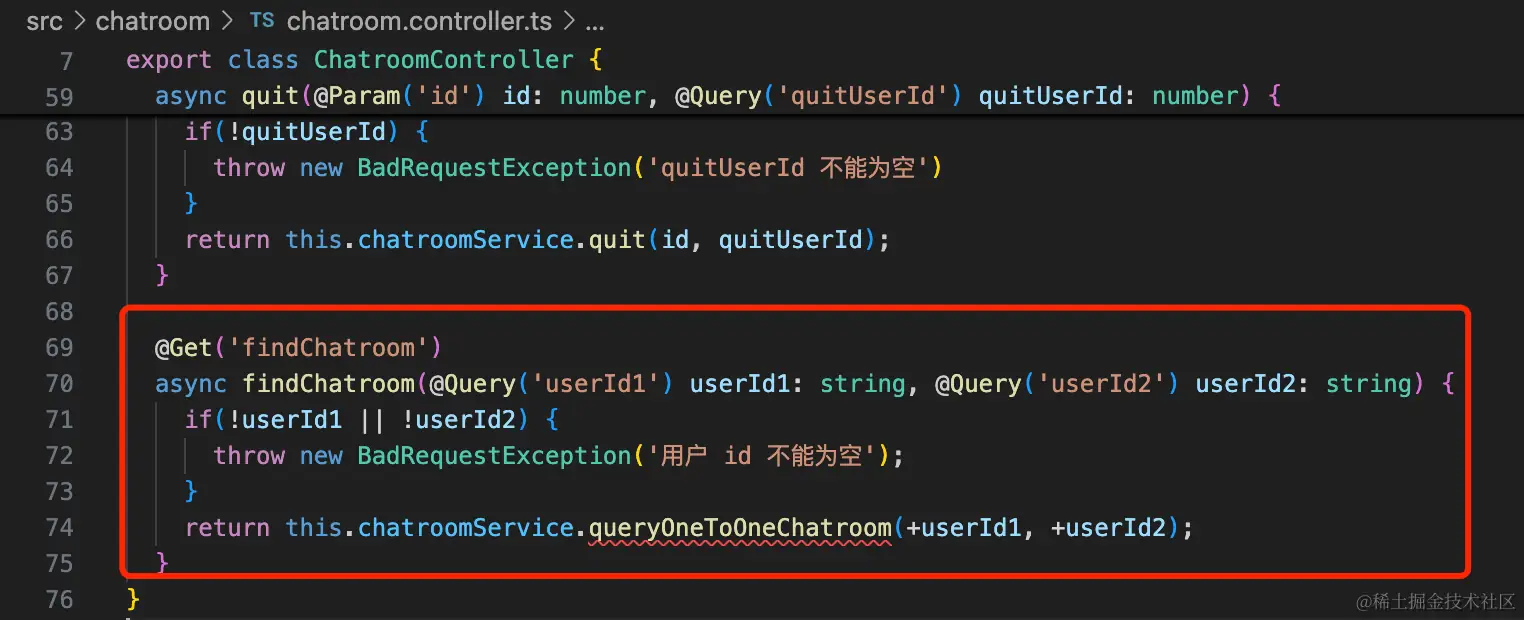 src > chatroom > TS chatroom.controller.ts > ...
7 export class ChatroomController {
59 async quit(@Param('id') id: number, @Query('quitUserId') quitUserId: number) {
63 if(!quitUserId) {
64 throw new BadRequestException('quitUserId 不能为空')
65 }
66 return this.chatroomService.quit(id, quitUserId);
67 }
68
69 @Get('findChatroom')
70 async findChatroom(@Query('userId1') userId1: string, @Query('userId2') userId2: string) {
71 if(!userId1 || !userId2) {
72 throw new BadRequestException('用户 id 不能为空');
73 }
74 return this.chatroomService.queryOneToOneChatroom(+userId1, +userId2);
75 }
76 }
@稀土掘金技术社区